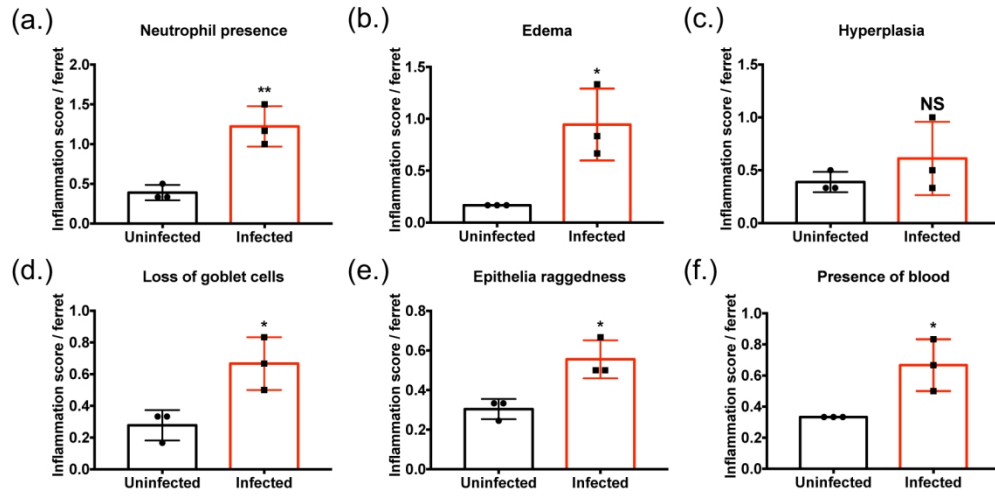 (a.)
Neutrophil presence
Inflammation score / ferret
2.0
1.5
1.0
0.5
0.0
**
Uninfected Infected
(b.)
Edema
Inflammation score / ferret
1.5
1.0
0.5
0.0
*
Uninfected Infected
(c.)
Hyperplasia
Inflammation score / ferret
1.5
1.0
0.5
0.0
NS
Uninfected Infected
(d.)
Loss of goblet cells
Inflammation score / ferret
1.0
0.8
0.6
0.4
0.2
0.0
*
Uninfected Infected
(e.)
Epithelia raggedness
Inflammation score / ferret
0.8
0.6
0.4
0.2
0.0
*
Uninfected Infected
(f.)
Presence of blood
Inflammation score / ferret
1.0
0.8
0.6
0.4
0.2
0.0
*
Uninfected Infected